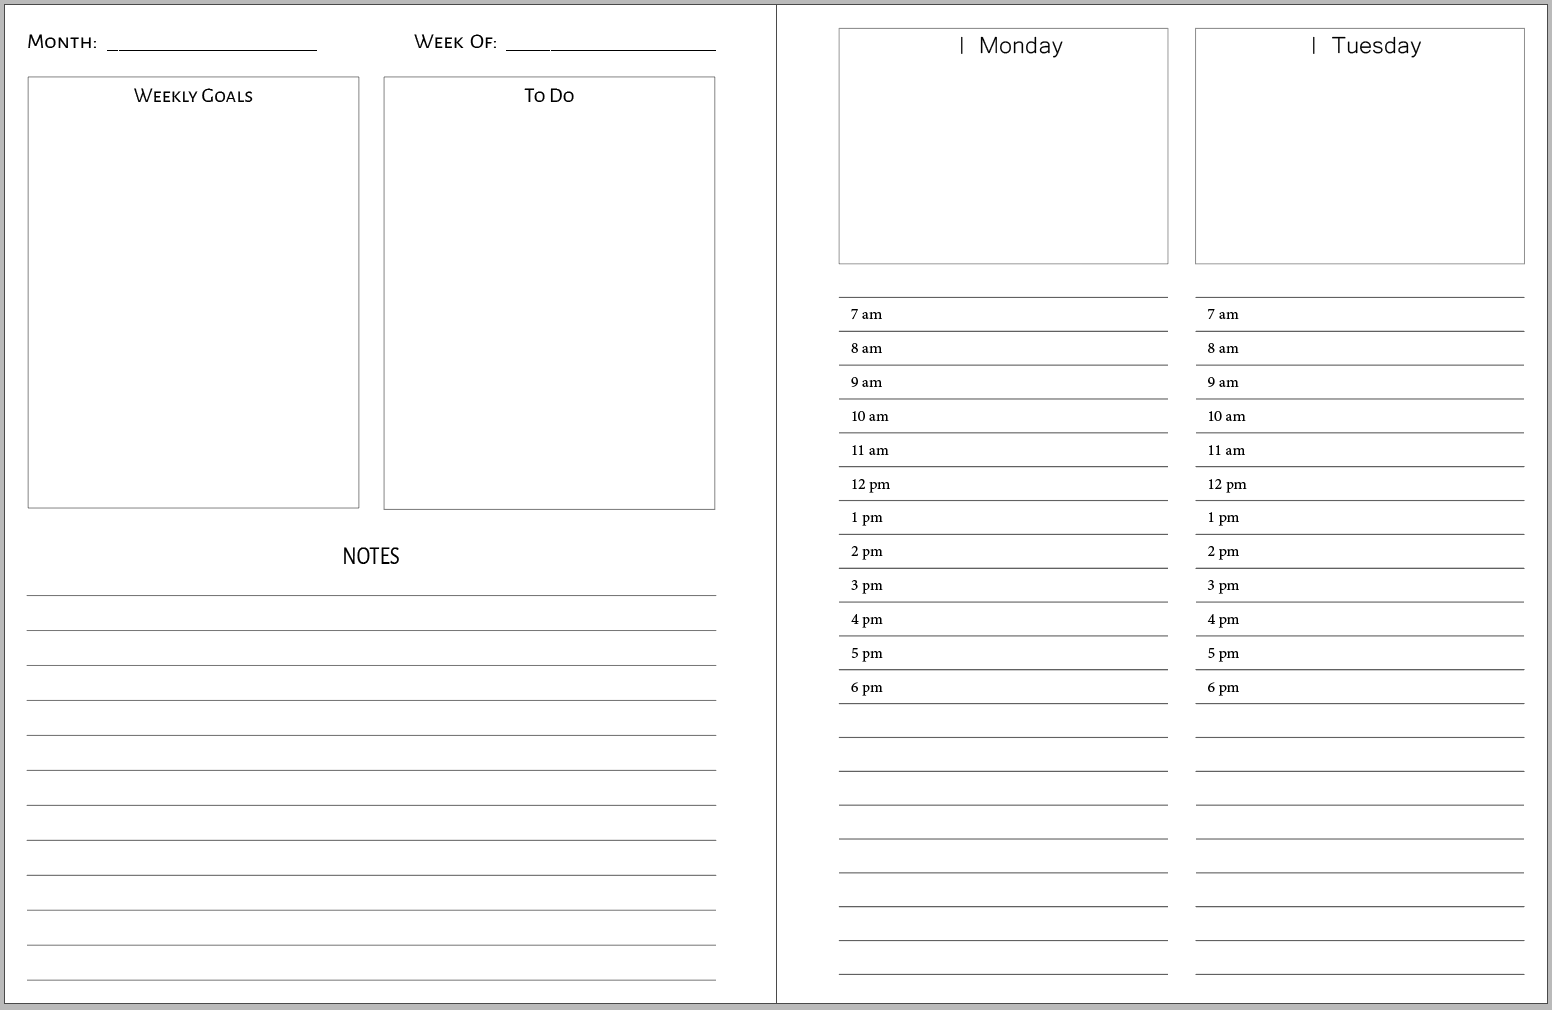 Month: ____________________ Week Of: ____________________
Weekly Goals
To Do
NOTES
| Monday
7 am
8 am
9 am
10 am
11 am
12 pm
1 pm
2 pm
3 pm
4 pm
5 pm
6 pm
| Tuesday
7 am
8 am
9 am
10 am
11 am
12 pm
1 pm
2 pm
3 pm
4 pm
5 pm
6 pm